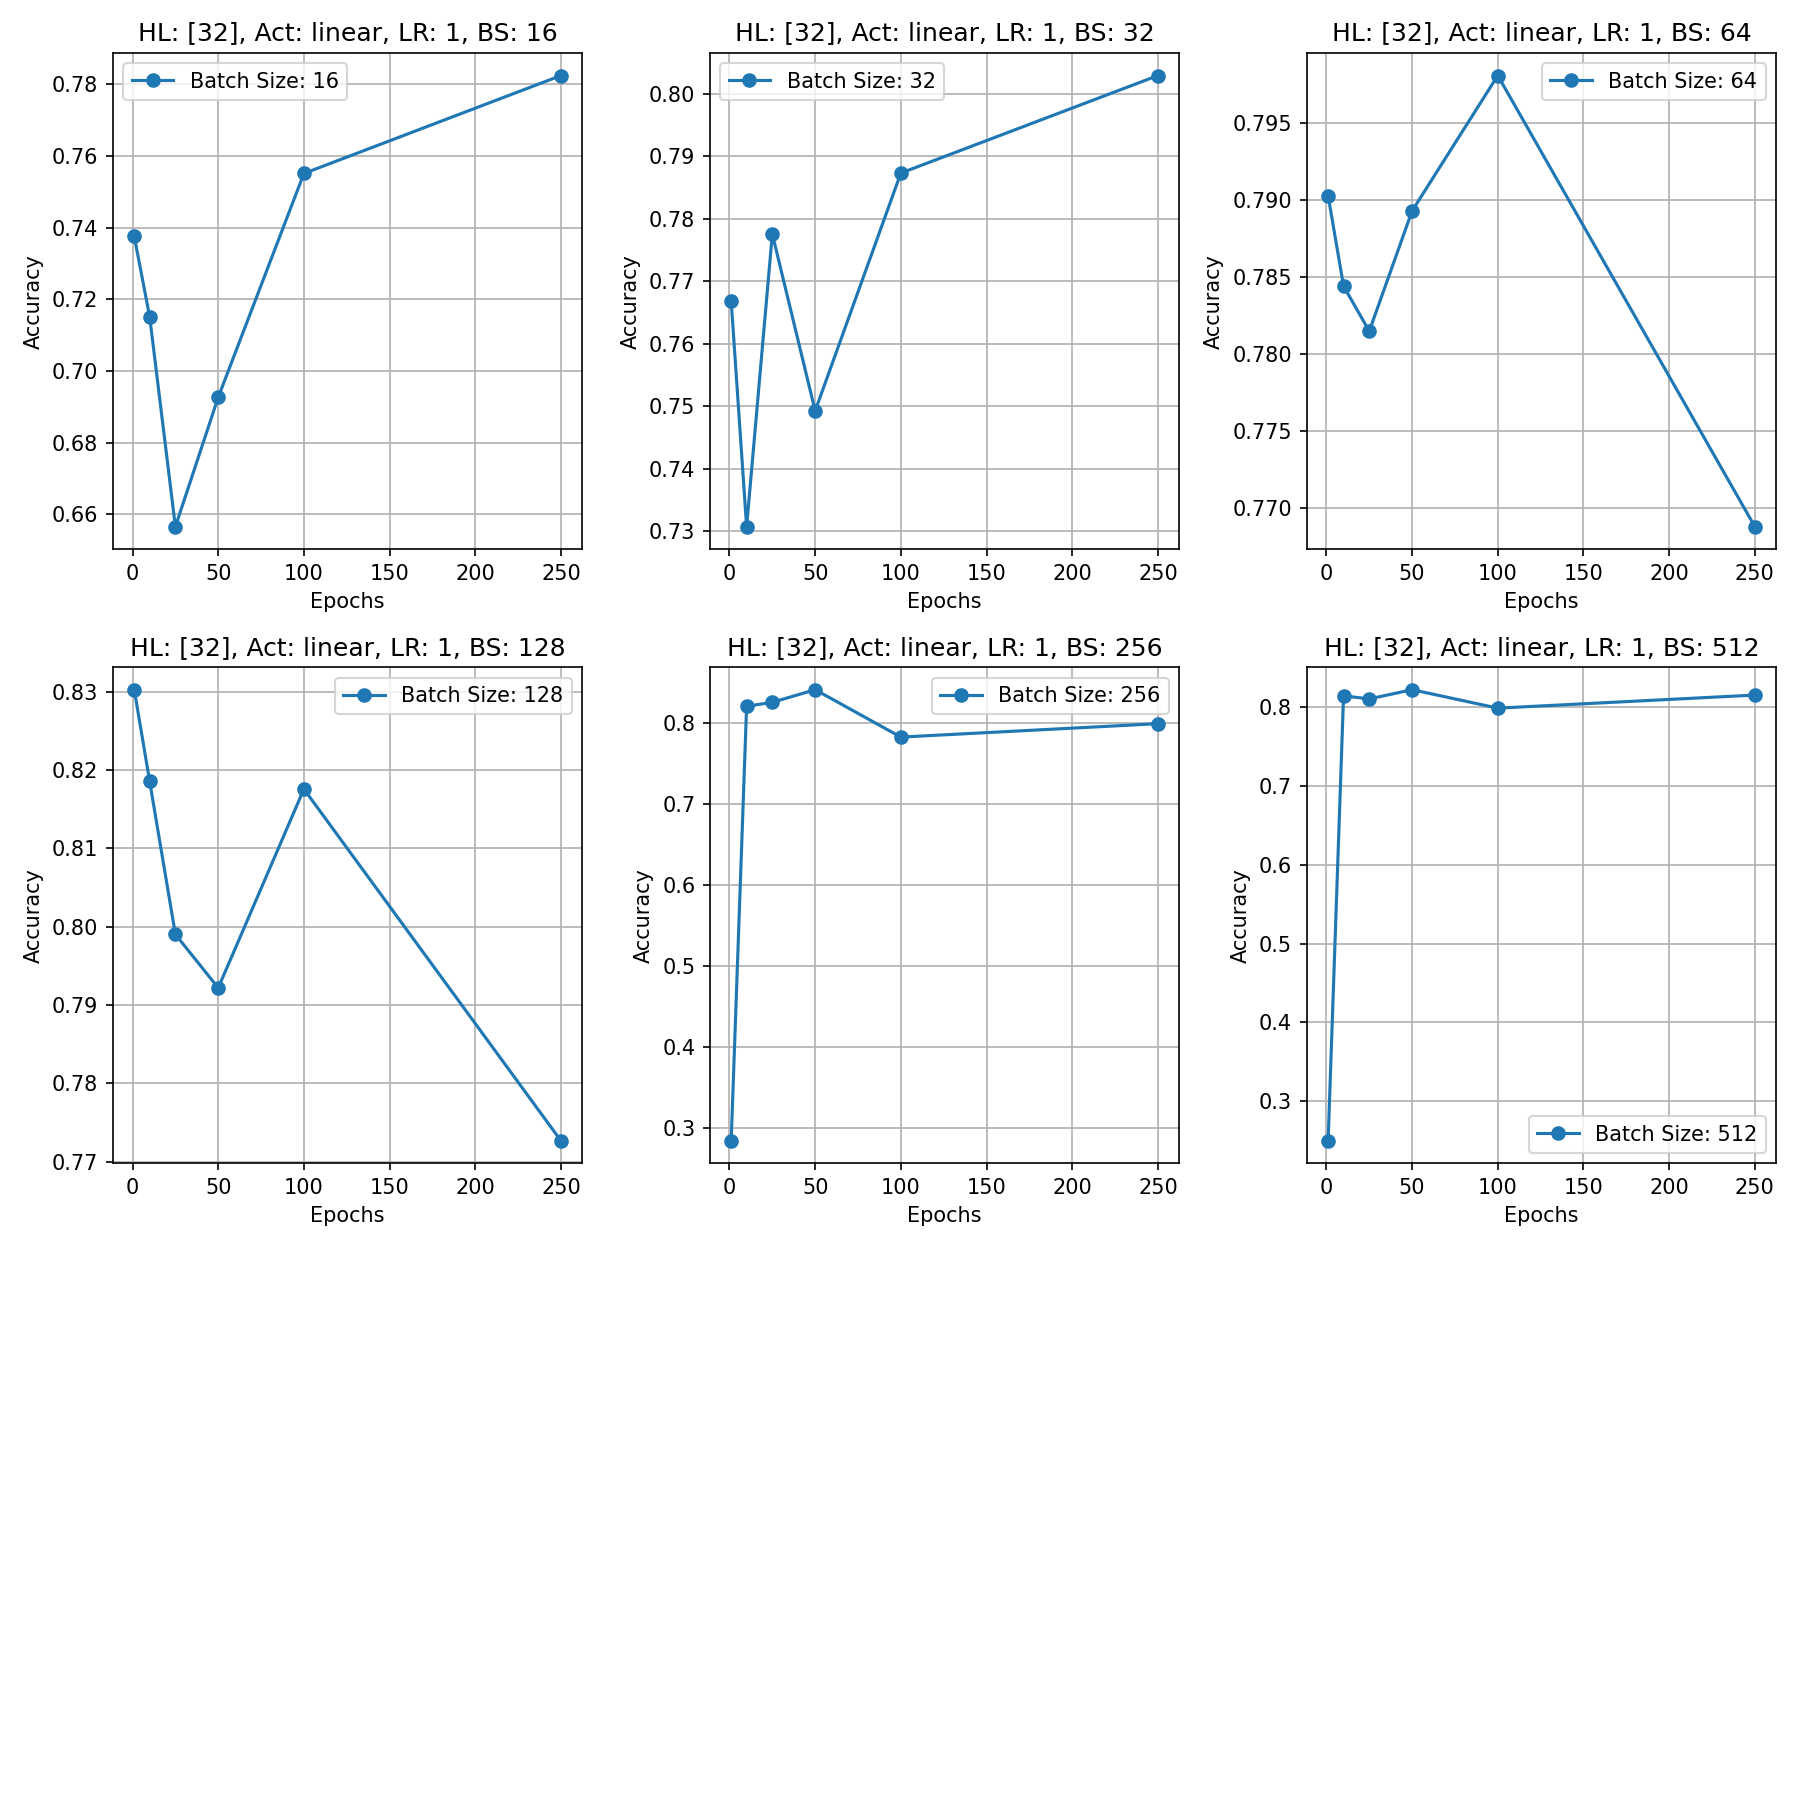 HL: [32], Act: linear, LR: 1, BS: 16
Batch Size: 16
Accuracy
0.78
0.76
0.74
0.72
0.70
0.68
0.66
0 50 100 150 200 250
Epochs
HL: [32], Act: linear, LR: 1, BS: 32
Batch Size: 32
Accuracy
0.80
0.79
0.78
0.77
0.76
0.75
0.74
0.73
0 50 100 150 200 250
Epochs
HL: [32], Act: linear, LR: 1, BS: 64
Batch Size: 64
Accuracy
0.795
0.790
0.785
0.780
0.775
0.770
0 50 100 150 200 250
Epochs
HL: [32], Act: linear, LR: 1, BS: 128
Batch Size: 128
Accuracy
0.83
0.82
0.81
0.80
0.79
0.78
0.77
0 50 100 150 200 250
Epochs
HL: [32], Act: linear, LR: 1, BS: 256
Batch Size: 256
Accuracy
0.8
0.7
0.6
0.5
0.4
0.3
0 50 100 150 200 250
Epochs
HL: [32], Act: linear, LR: 1, BS: 512
Accuracy
0.8
0.7
0.6
0.5
0.4
0.3
Batch Size: 512
0 50 100 150 200 250
Epochs